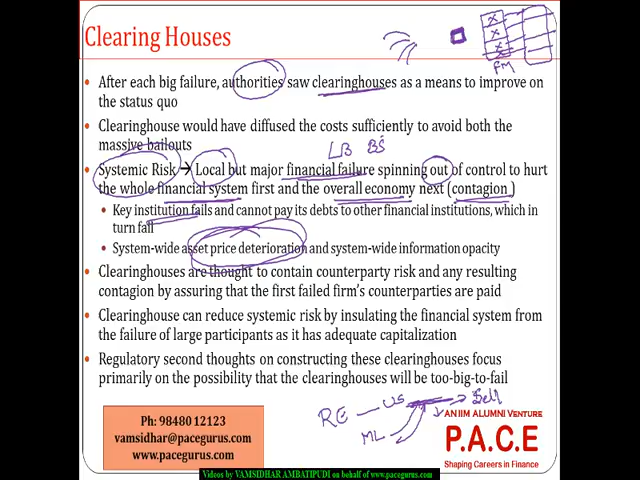 Clearing Houses
FM
After each big failure, authorities saw clearinghouses as a means to improve on
the status quo
Clearinghouse would have diffused the costs sufficiently to avoid both the
massive bailouts
LB BS
Systemic Risk → Local but major financial failure spinning out of control to hurt
the whole financial system first and the overall economy next (contagion)
Key institution fails and cannot pay its debts to other financial institutions, which in
turn fail
System-wide asset price deterioration and system-wide information opacity
Clearinghouses are thought to contain counterparty risk and any resulting
contagion by assuring that the first failed firm's counterparties are paid
Clearinghouse can reduce systemic risk by insulating the financial system from
the failure of large participants as it has adequate capitalization
Regulatory second thoughts on constructing these clearinghouses focus
primarily on the possibility that the clearinghouses will be too-big-to-fail
RE US Sell
ML
Ph: 98480 12123
vamsidhar@pacegurus.com
www.pacegurus.com
AN IIM ALUMNI VENTURE
P.A.C.E
Shaping Careers in Finance
Videos by VAMSIDHAR AMBATIPUDI on behalf of www.pacegurus.com